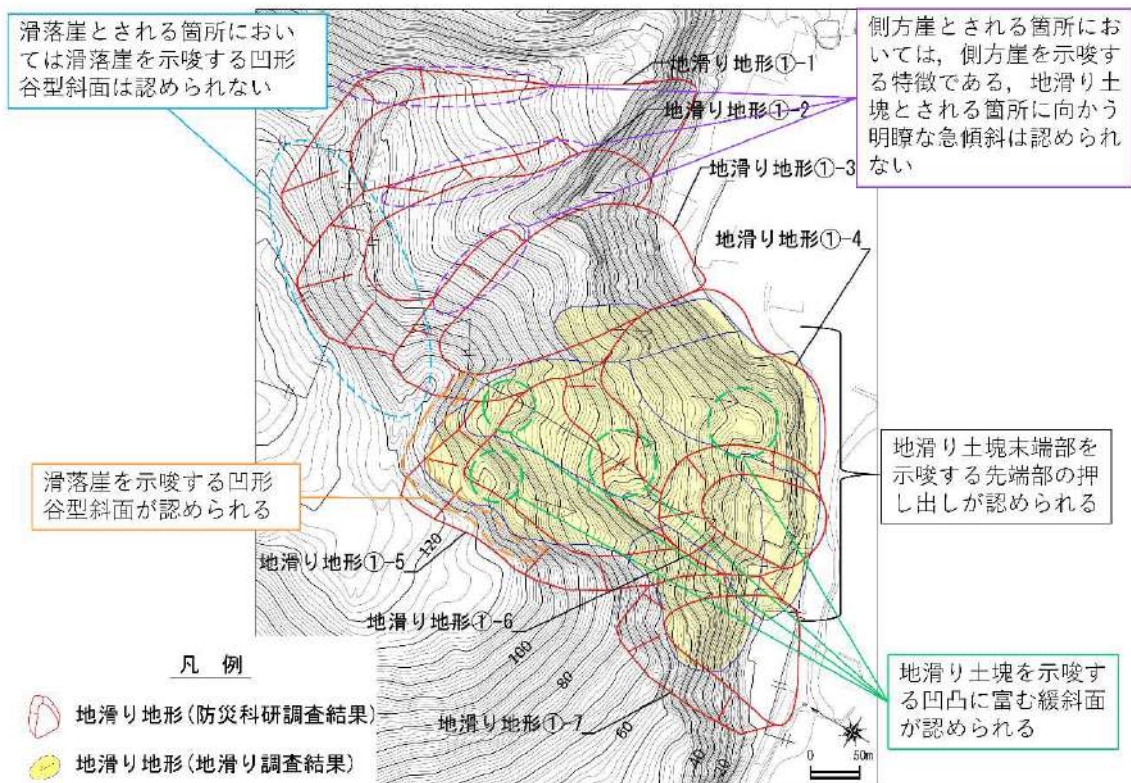 滑落崖とされる箇所にお
いては滑落崖を示唆する凹形
谷型斜面は認められない
側方崖とされる箇所にお
いては，側方崖を示唆す
る特徴である，地滑り土
塊とされる箇所に向かう
明瞭な急傾斜は認められ
ない
地滑り地形①-1
地滑り地形①-2
地滑り地形①-3
地滑り地形①-4
地滑り土塊末端部を
示唆する先端部の押
し出しが認められる
滑落崖を示唆する凹形
谷型斜面が認められる
120
地滑り地形①-5
地滑り地形①-6
100
80
60
40
20
地滑り地形①-7
地滑り土塊を示唆す
る凹凸に富む緩斜面
が認められる
凡 例
地滑り地形(防災科研調査結果)
地滑り地形(地滑り調査結果)
0 50m